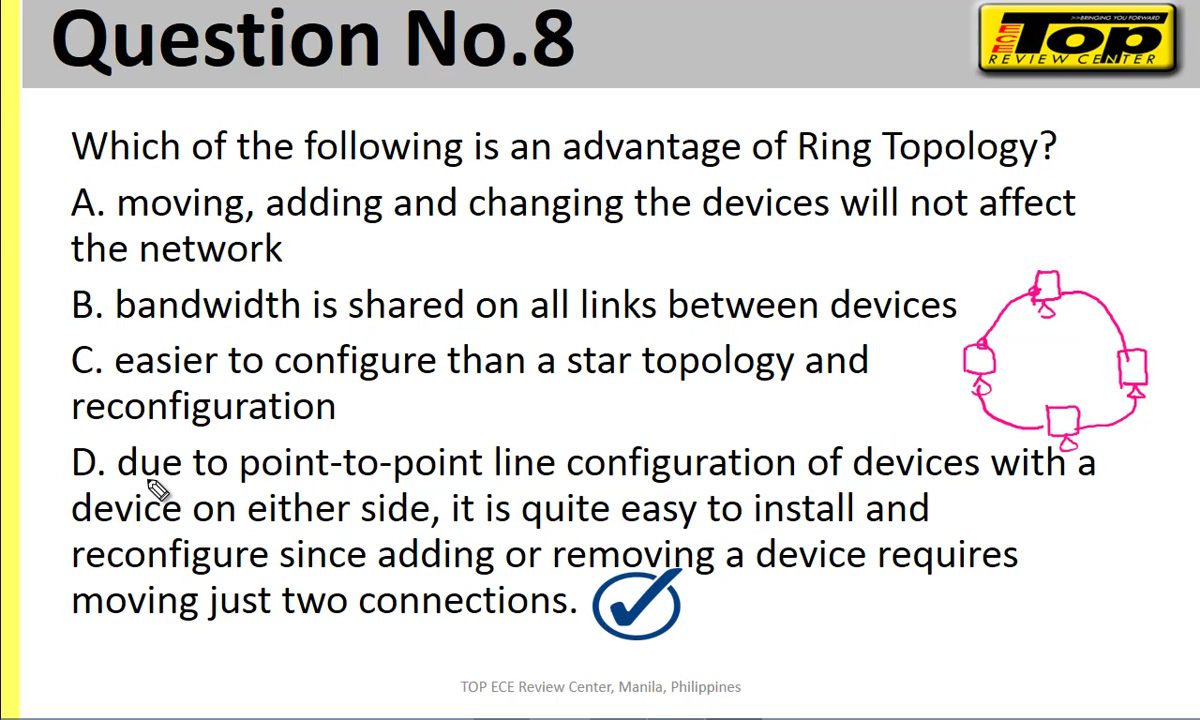 Question No.8
>>BRINGING YOU FORWARD
ECE Top
REVIEW CENTER
Which of the following is an advantage of Ring Topology?
A. moving, adding and changing the devices will not affect
the network
B. bandwidth is shared on all links between devices
C. easier to configure than a star topology and
reconfiguration
D. due to point-to-point line configuration of devices with a
device on either side, it is quite easy to install and
reconfigure since adding or removing a device requires
moving just two connections.
TOP ECE Review Center, Manila, Philippines